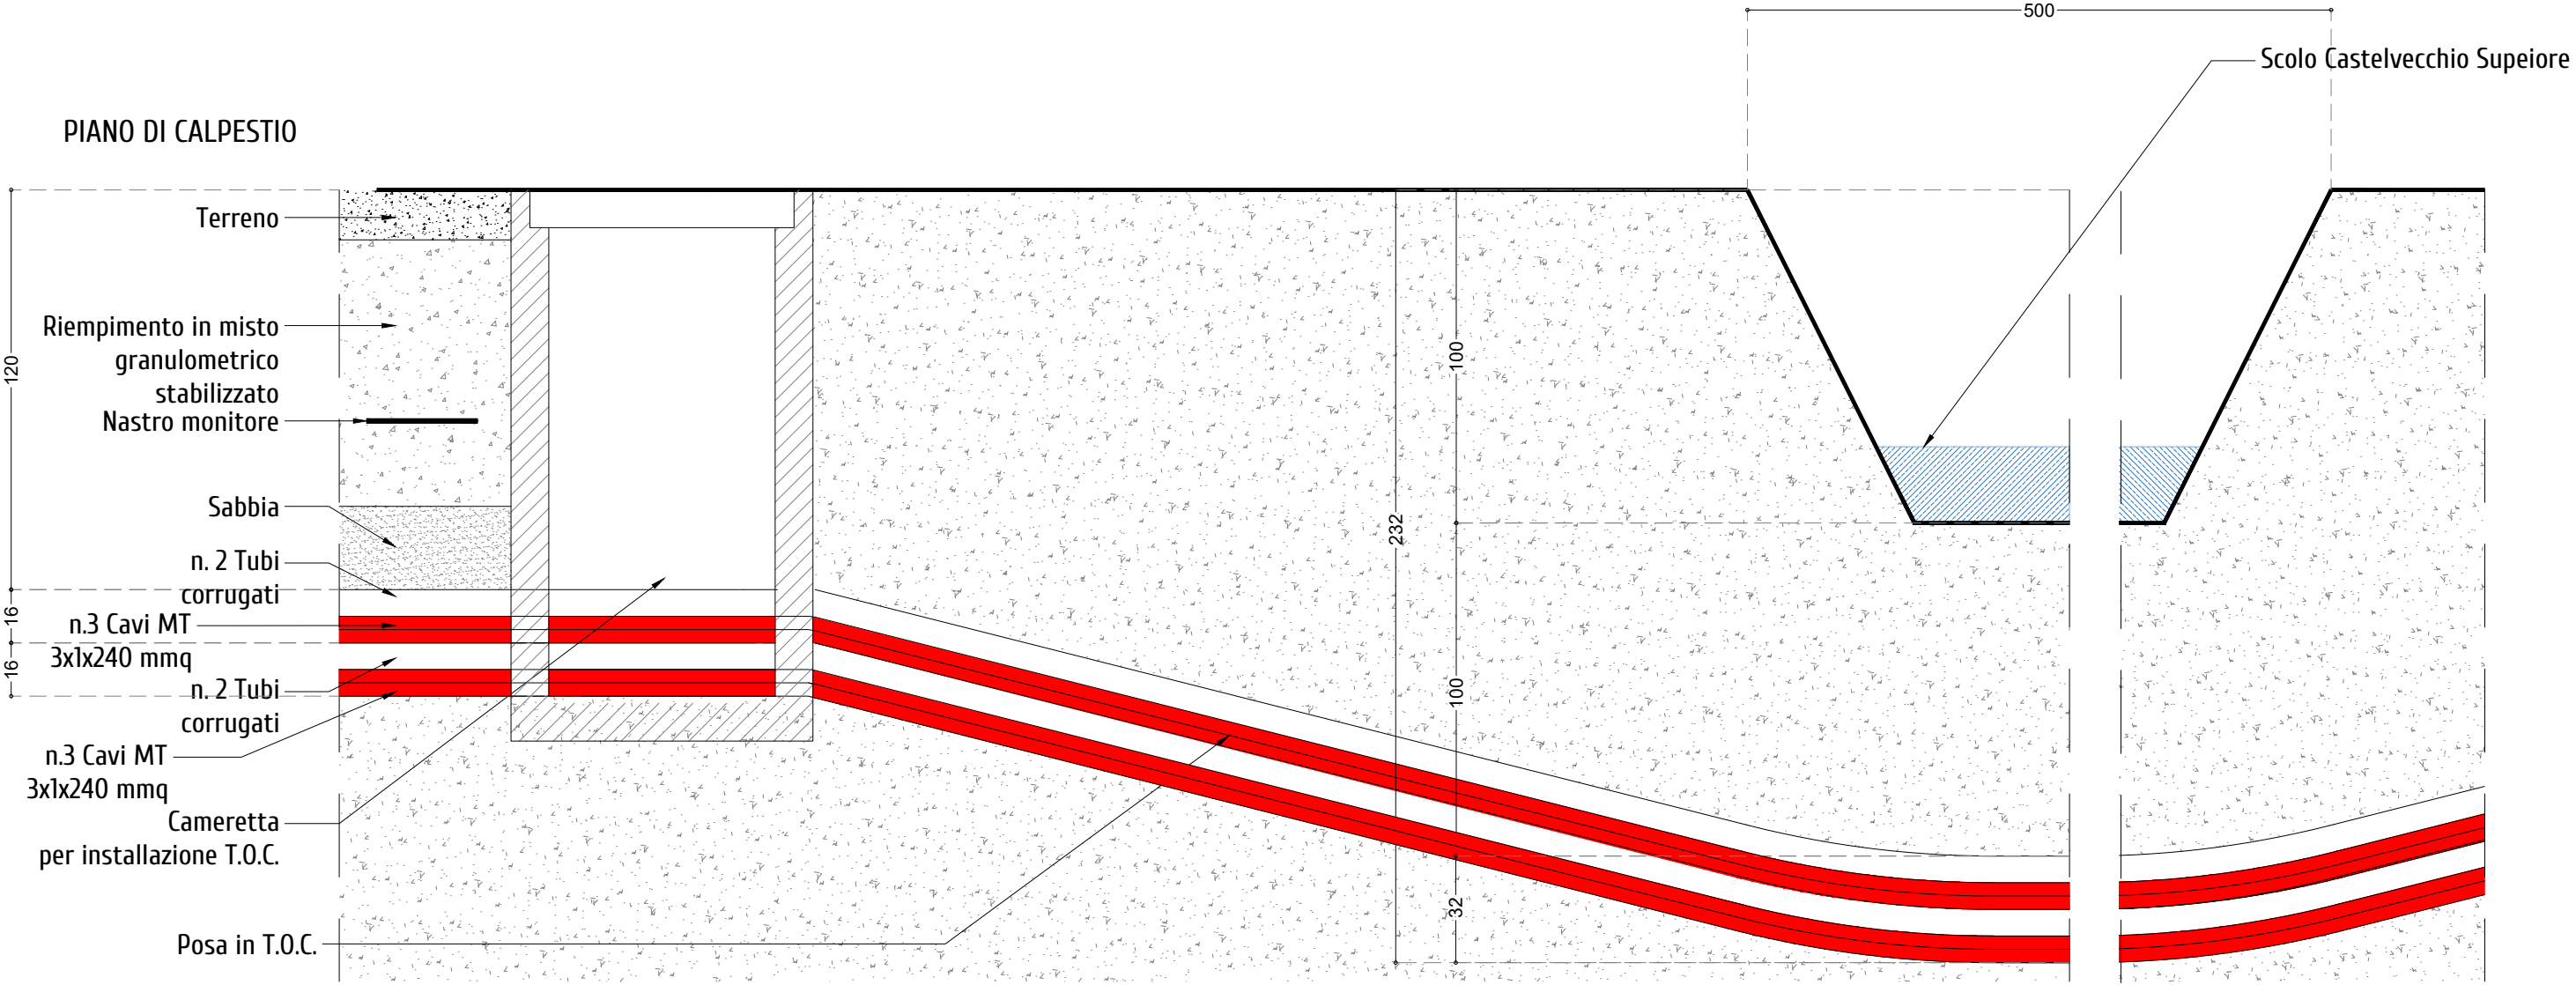 500
Scolo Castelvecchio Supeiore
PIANO DI CALPESTIO
Terreno
Riempimento in misto
granulometrico
stabilizzato
Nastro monitore
Sabbia
n. 2 Tubi
corrugati
n.3 Cavi MT
3x1x240 mmq
n. 2 Tubi
corrugati
n.3 Cavi MT
3x1x240 mmq
Cameretta
per installazione T.O.C.
Posa in T.O.C.
120
16
16
232
100
100
32